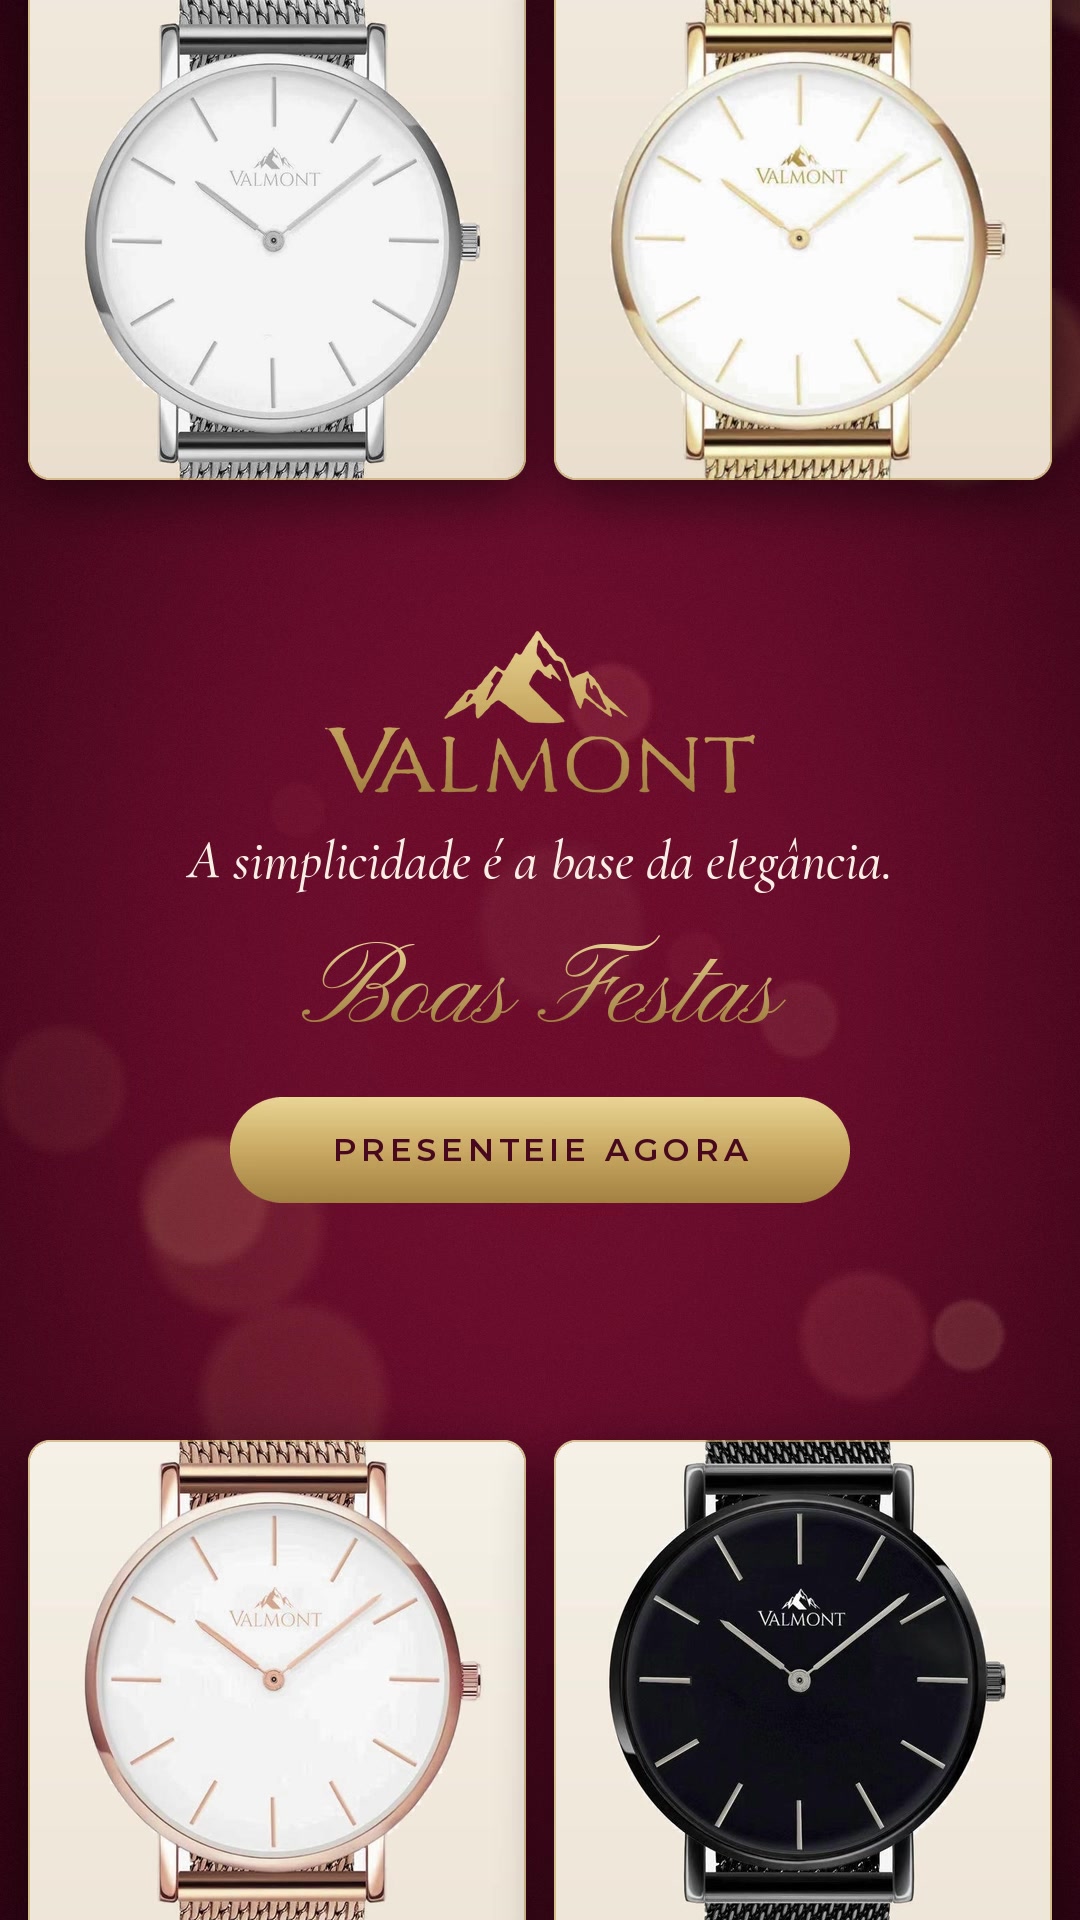 VALMONT
VALMONT
VALMONT
A simplicidade é a base da elegância.
Boas Festas
PRESENTEIE AGORA
VALMONT
VALMONT